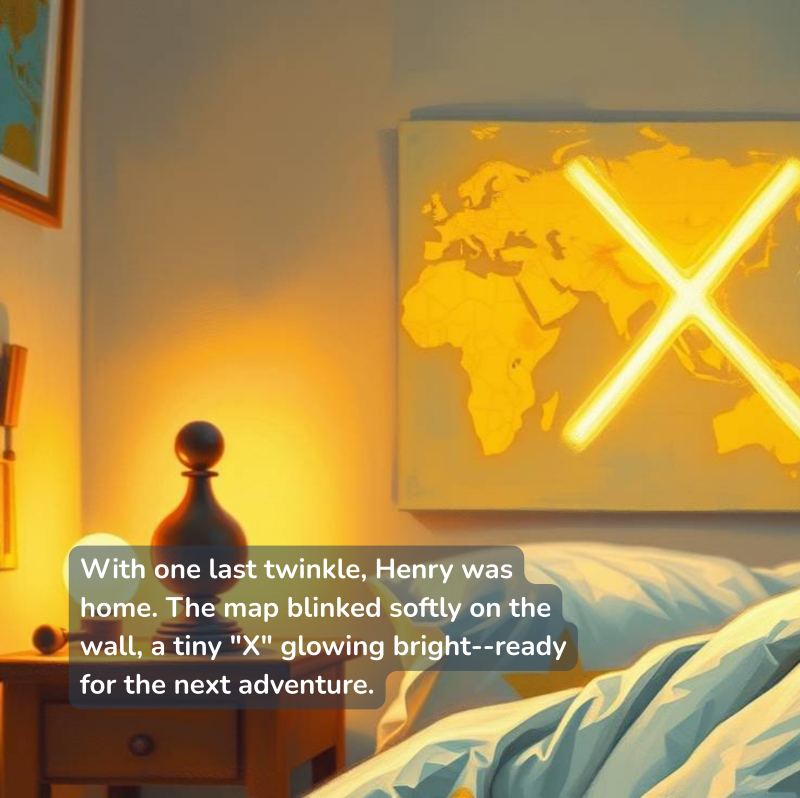 With one last twinkle, Henry was
home. The map blinked softly on the
wall, a tiny "X" glowing bright--ready
for the next adventure.